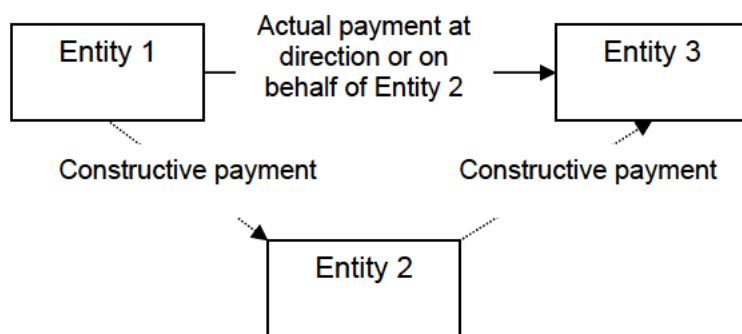 Entity 1
Actual payment at
direction or on
behalf of Entity 2
Entity 3
Constructive payment
Constructive payment
Entity 2